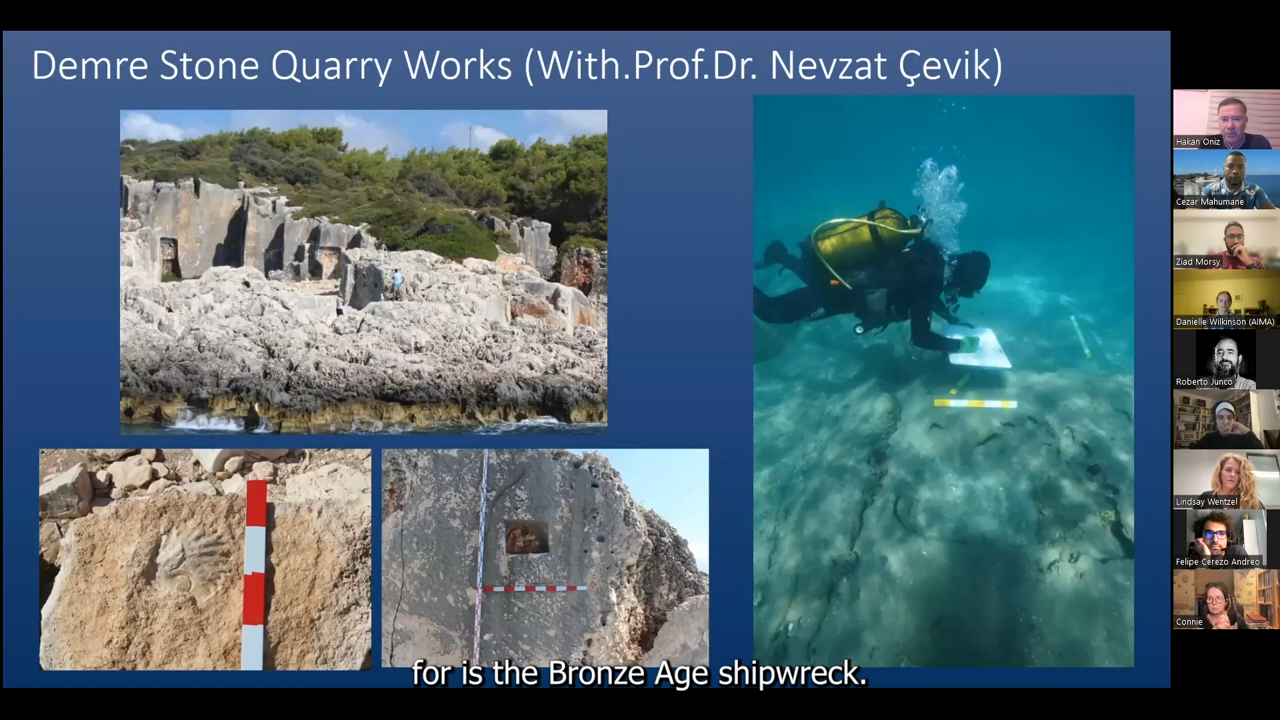 Demre Stone Quarry Works (With.Prof.Dr. Nevzat Çevik)
Hakan Oniz
Cezar Mahumane
Ziad Morsy
Danielle Wilkinson (AIMA)
Roberto Junco
Lindsay Wentzel
Felipe Cerezo Andreo
Connie
for is the Bronze Age shipwreck.